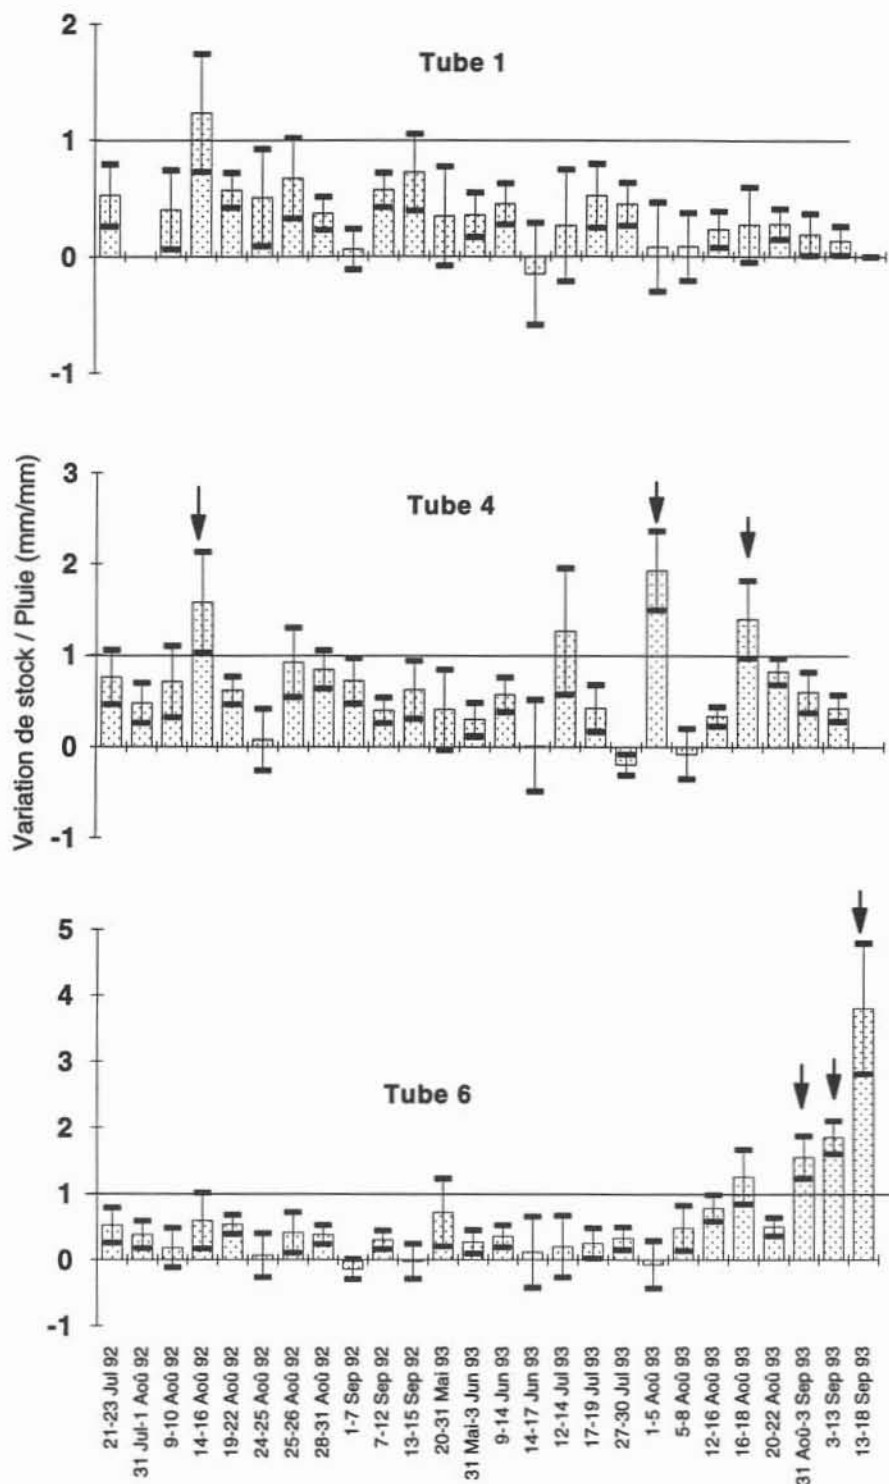 Variation de stock / Pluie (mm/mm)
Tube 1
2
1
0
-1
Tube 4
3
2
1
0
-1
Tube 6
5
4
3
2
1
0
-1
21-23 Jul 92
31 Jul-1 Aoû 92
9-10 Aoû 92
14-16 Aoû 92
19-22 Aoû 92
24-25 Aoû 92
25-26 Aoû 92
28-31 Aoû 92
1-7 Sep 92
7-12 Sep 92
13-15 Sep 92
20-31 Mai 93
31 Mai-3 Jun 93
9-14 Jun 93
14-17 Jun 93
12-14 Jul 93
17-19 Jul 93
27-30 Jul 93
1-5 Aoû 93
5-8 Aoû 93
12-16 Aoû 93
16-18 Aoû 93
20-22 Aoû 93
31 Aoû-3 Sep 93
3-13 Sep 93
13-18 Sep 93